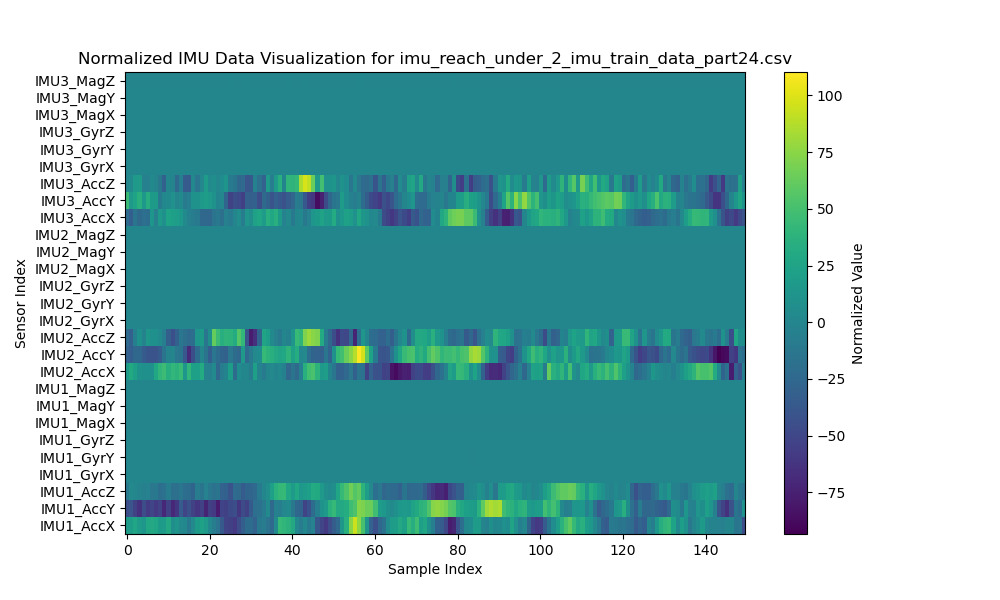 Normalized IMU Data Visualization for imu_reach_under_2_imu_train_data_part24.csv
IMU3_MagZ
IMU3_MagY
IMU3_MagX
IMU3_GyrZ
IMU3_GyrY
IMU3_GyrX
IMU3_AccZ
IMU3_AccY
IMU3_AccX
IMU2_MagZ
IMU2_MagY
IMU2_MagX
IMU2_GyrZ
IMU2_GyrY
IMU2_GyrX
IMU2_AccZ
IMU2_AccY
IMU2_AccX
IMU1_MagZ
IMU1_MagY
IMU1_MagX
IMU1_GyrZ
IMU1_GyrY
IMU1_GyrX
IMU1_AccZ
IMU1_AccY
IMU1_AccX
Sensor Index
0 20 40 60 80 100 120 140
Sample Index
100
75
50
25
0
−25
−50
−75
Normalized Value